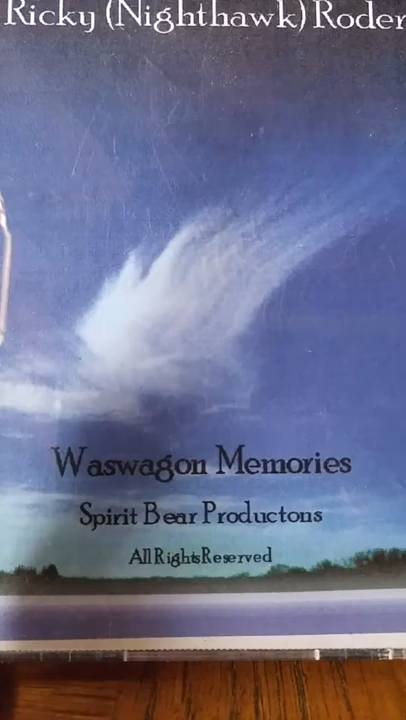 Ricky (Nighthawk) Roder
Waswagon Memories
Spirit Bear Productons
All Rights Reserved